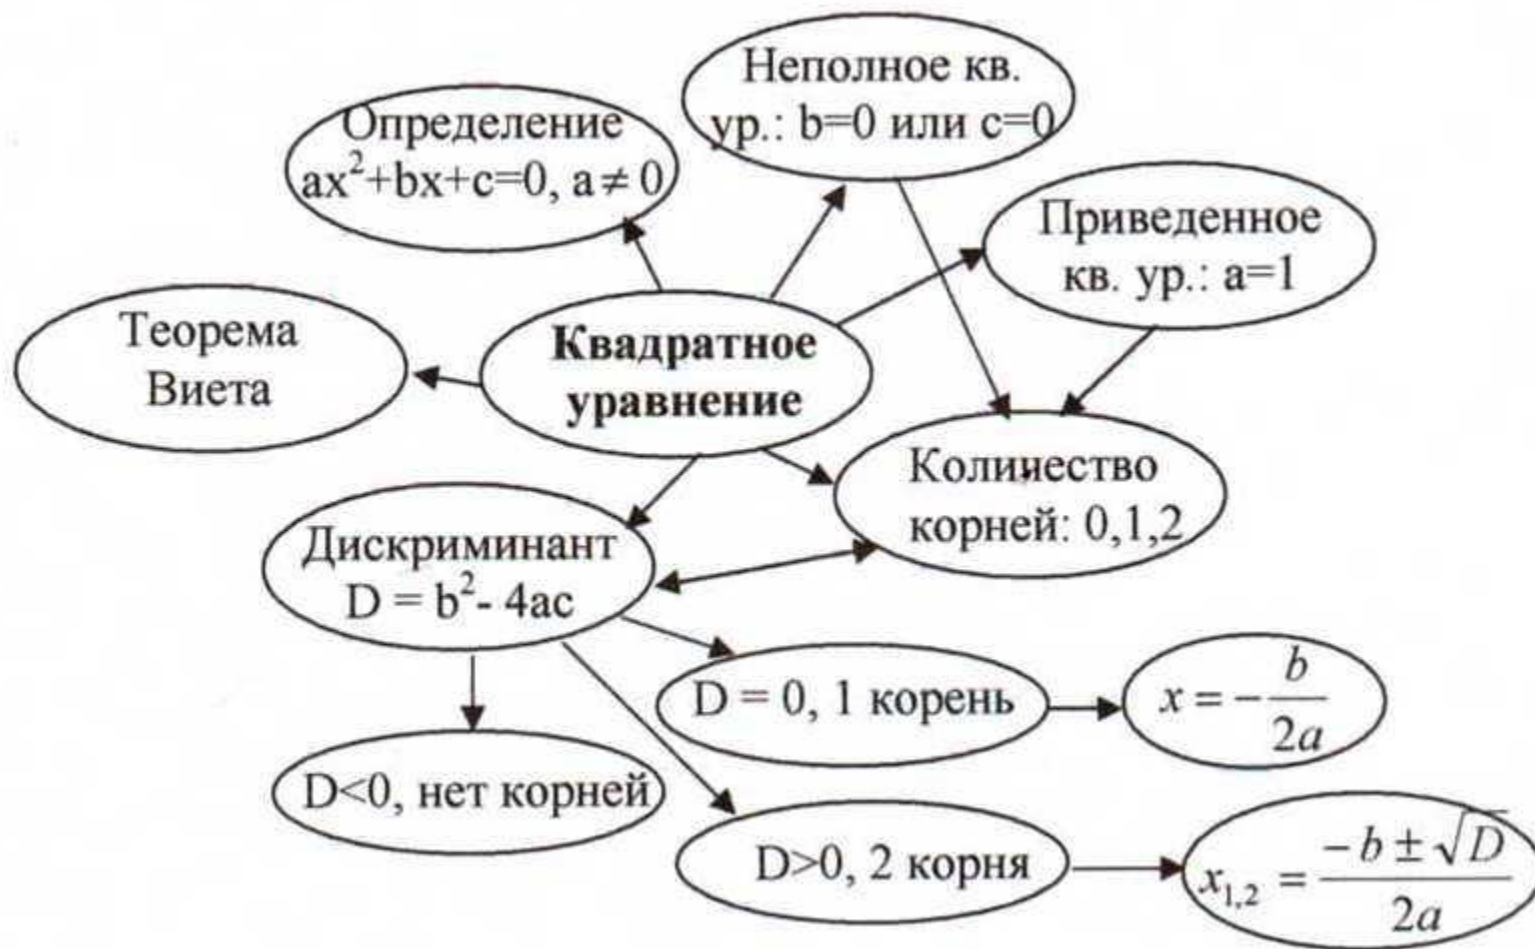 Неполное кв.
ур.: b=0 или c=0
Определение
ax²+bx+c=0, a≠0
Приведенное
кв. ур.: a=1
Теорема
Виета
Квадратное
уравнение
Количество
корней: 0,1,2
Дискриминант
D = b²- 4ac
D = 0, 1 корень
x = -b/2a
D<0, нет корней
D>0, 2 корня
x₁,₂ = (-b ± √D)/2a